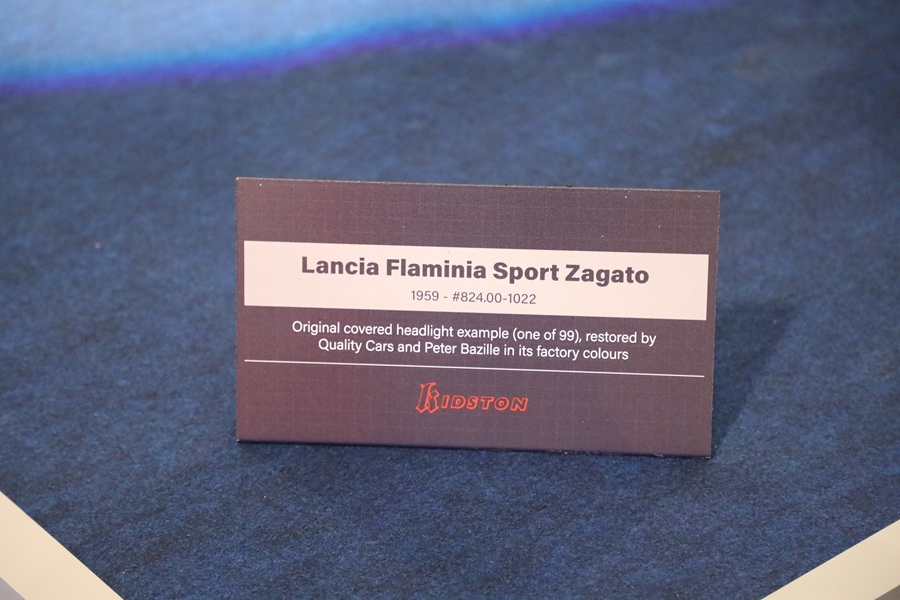 Lancia Flaminia Sport Zagato
1959 - #824.00-1022
Original covered headlight example (one of 99), restored by
Quality Cars and Peter Bazille in its factory colours
KIDSTON